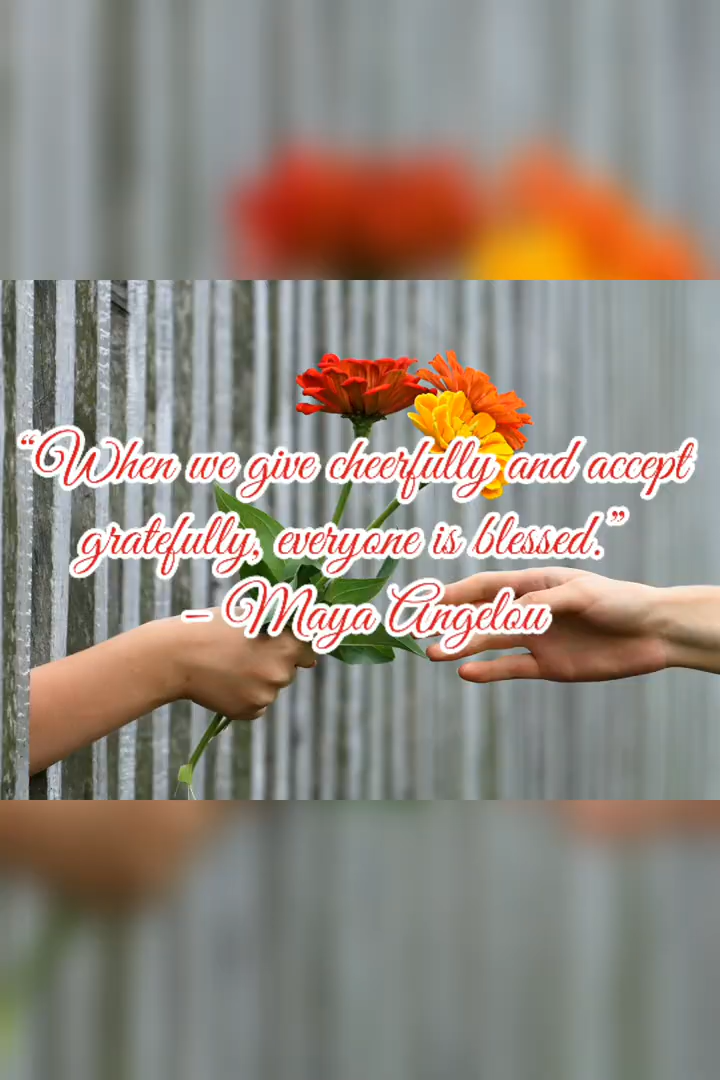 “When we give cheerfully and accept
gratefully, everyone is blessed.”
– Maya Angelou